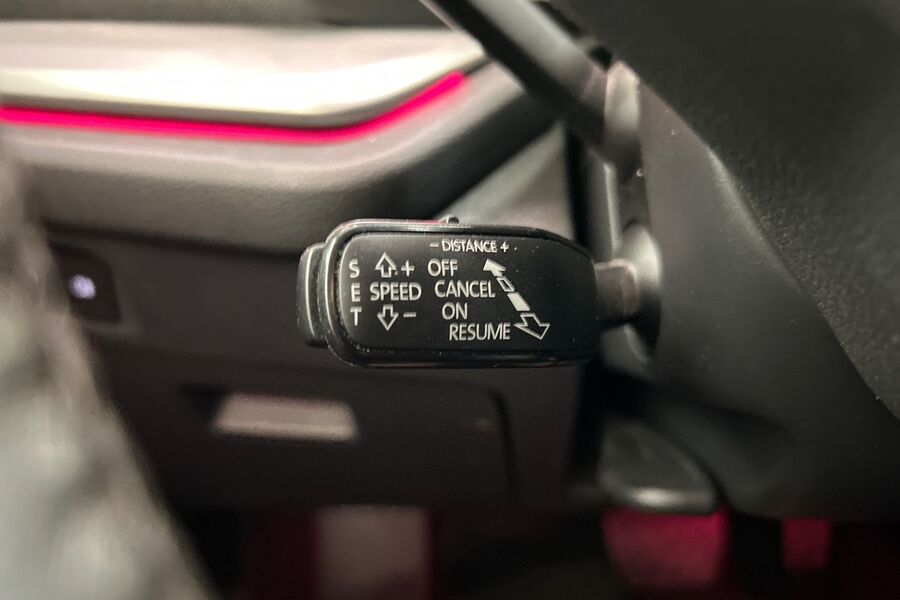 - DISTANCE +
S + OFF
E SPEED CANCEL
T - ON
RESUME